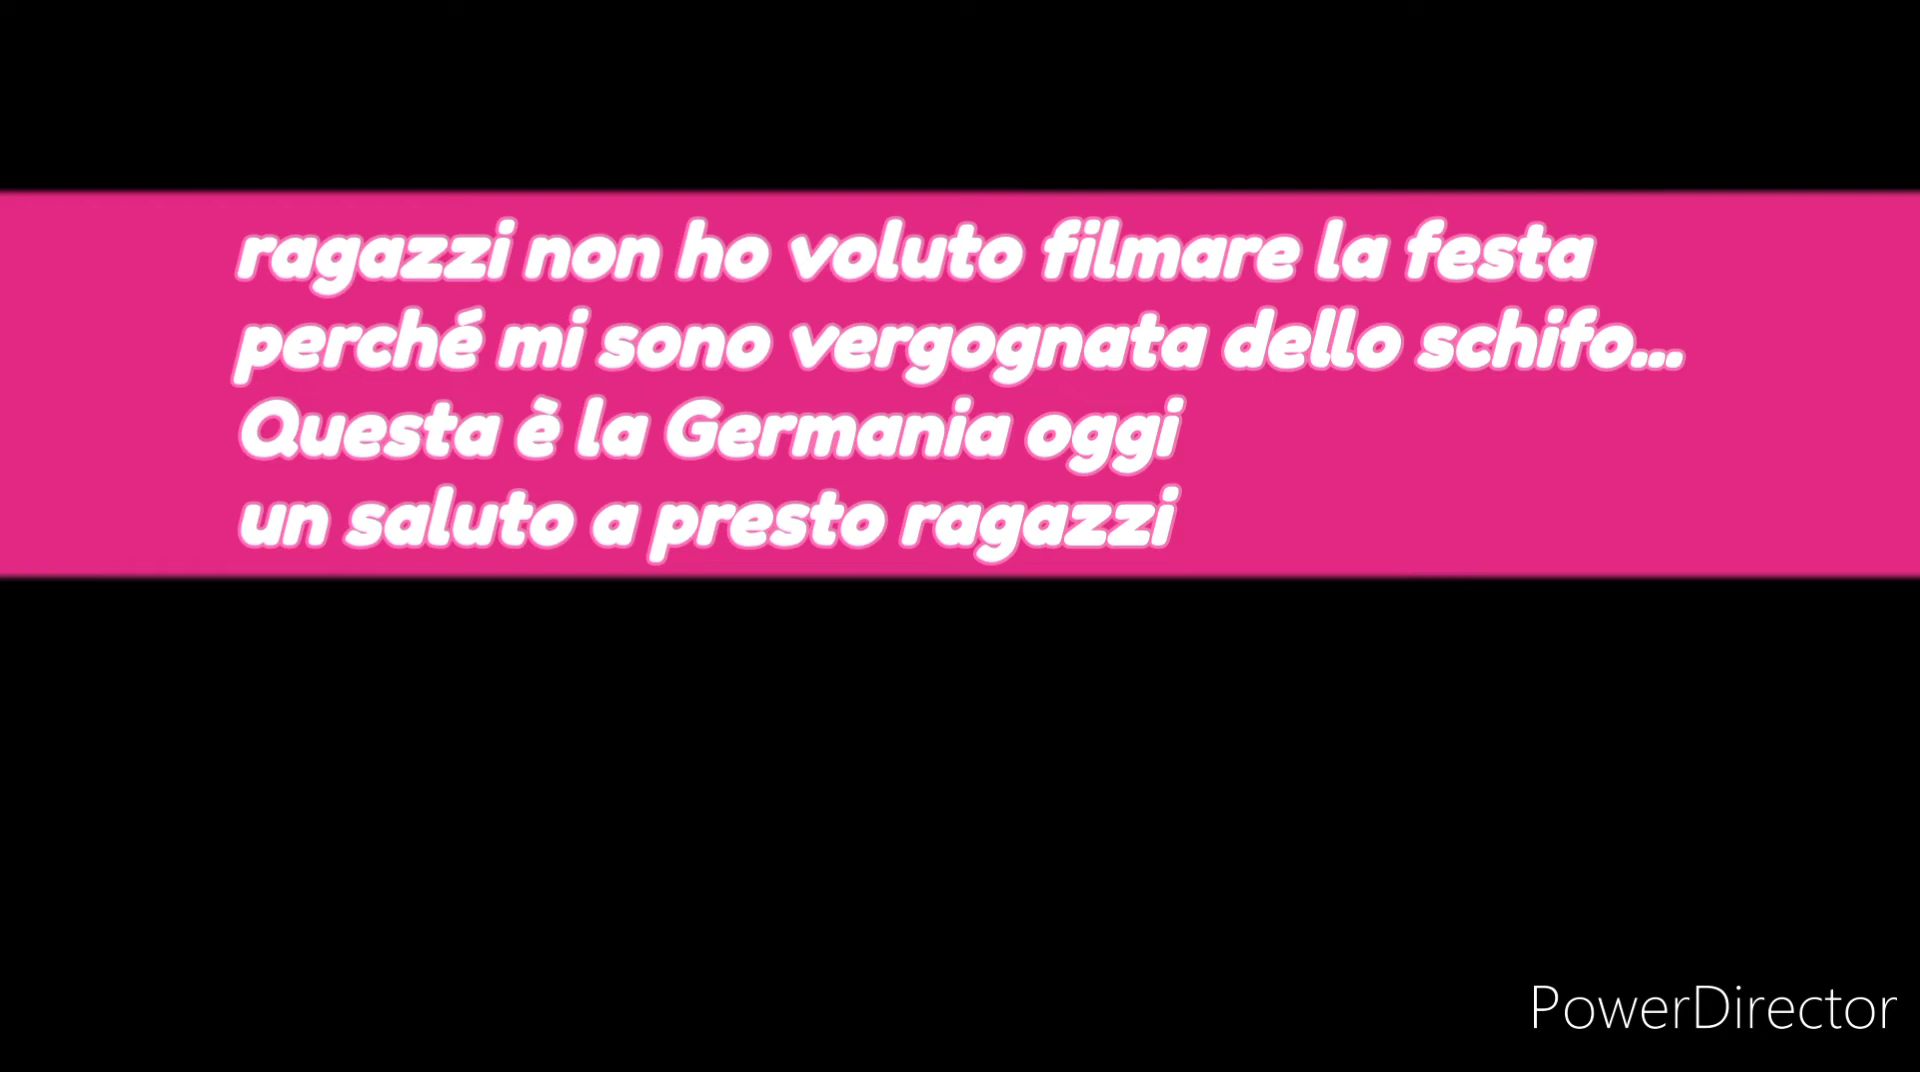 ragazzi non ho voluto filmare la festa
perché mi sono vergognata dello schifo...
Questa è la Germania oggi
un saluto a presto ragazzi
PowerDirector